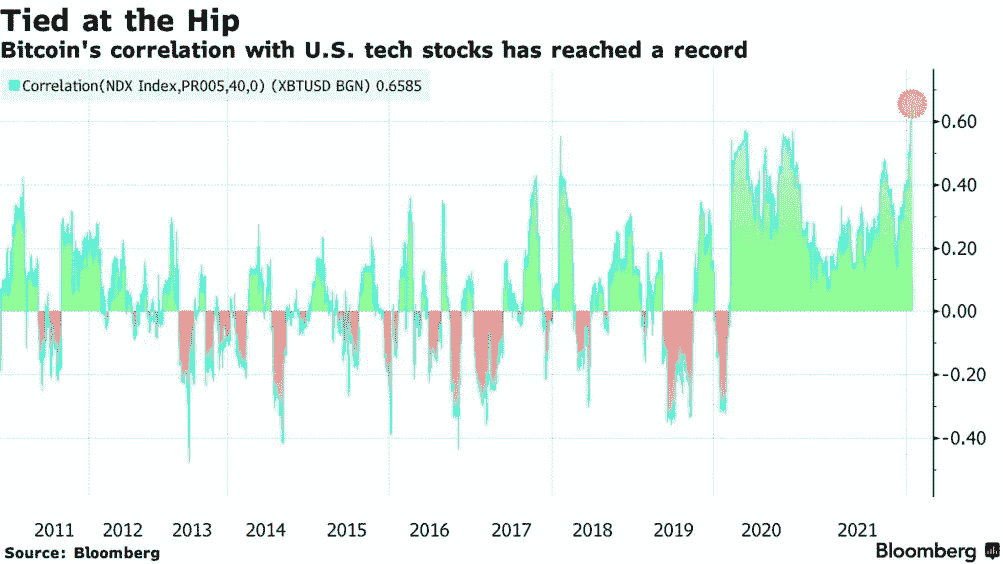 Tied at the Hip
Bitcoin's correlation with U.S. tech stocks has reached a record
Correlation(NDX Index,PR005,40,0) (XBTUSD BGN) 0.6585
0.60
0.40
0.20
0.00
-0.20
-0.40
2011 2012 2013 2014 2015 2016 2017 2018 2019 2020 2021
Source: Bloomberg
Bloomberg